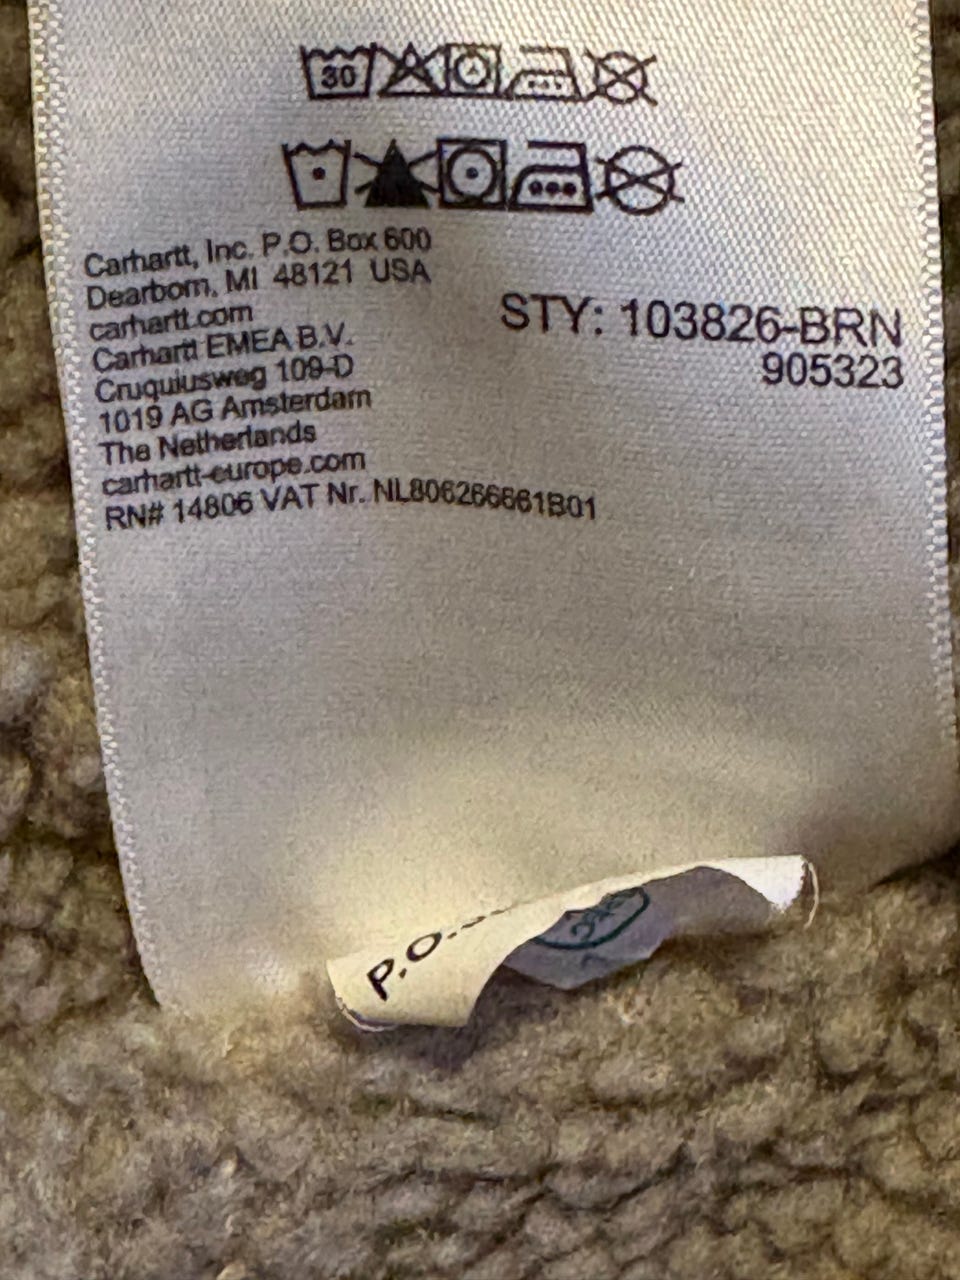 30
Carhartt, Inc. P.O. Box 600
Dearborn, MI 48121 USA
carhartt.com
Carhartt EMEA B.V.
Cruquiusweg 109-D
1019 AG Amsterdam
The Netherlands
carhartt-europe.com
RN# 14806 VAT Nr. NL806266661B01
STY: 103826-BRN
905323
P.O.